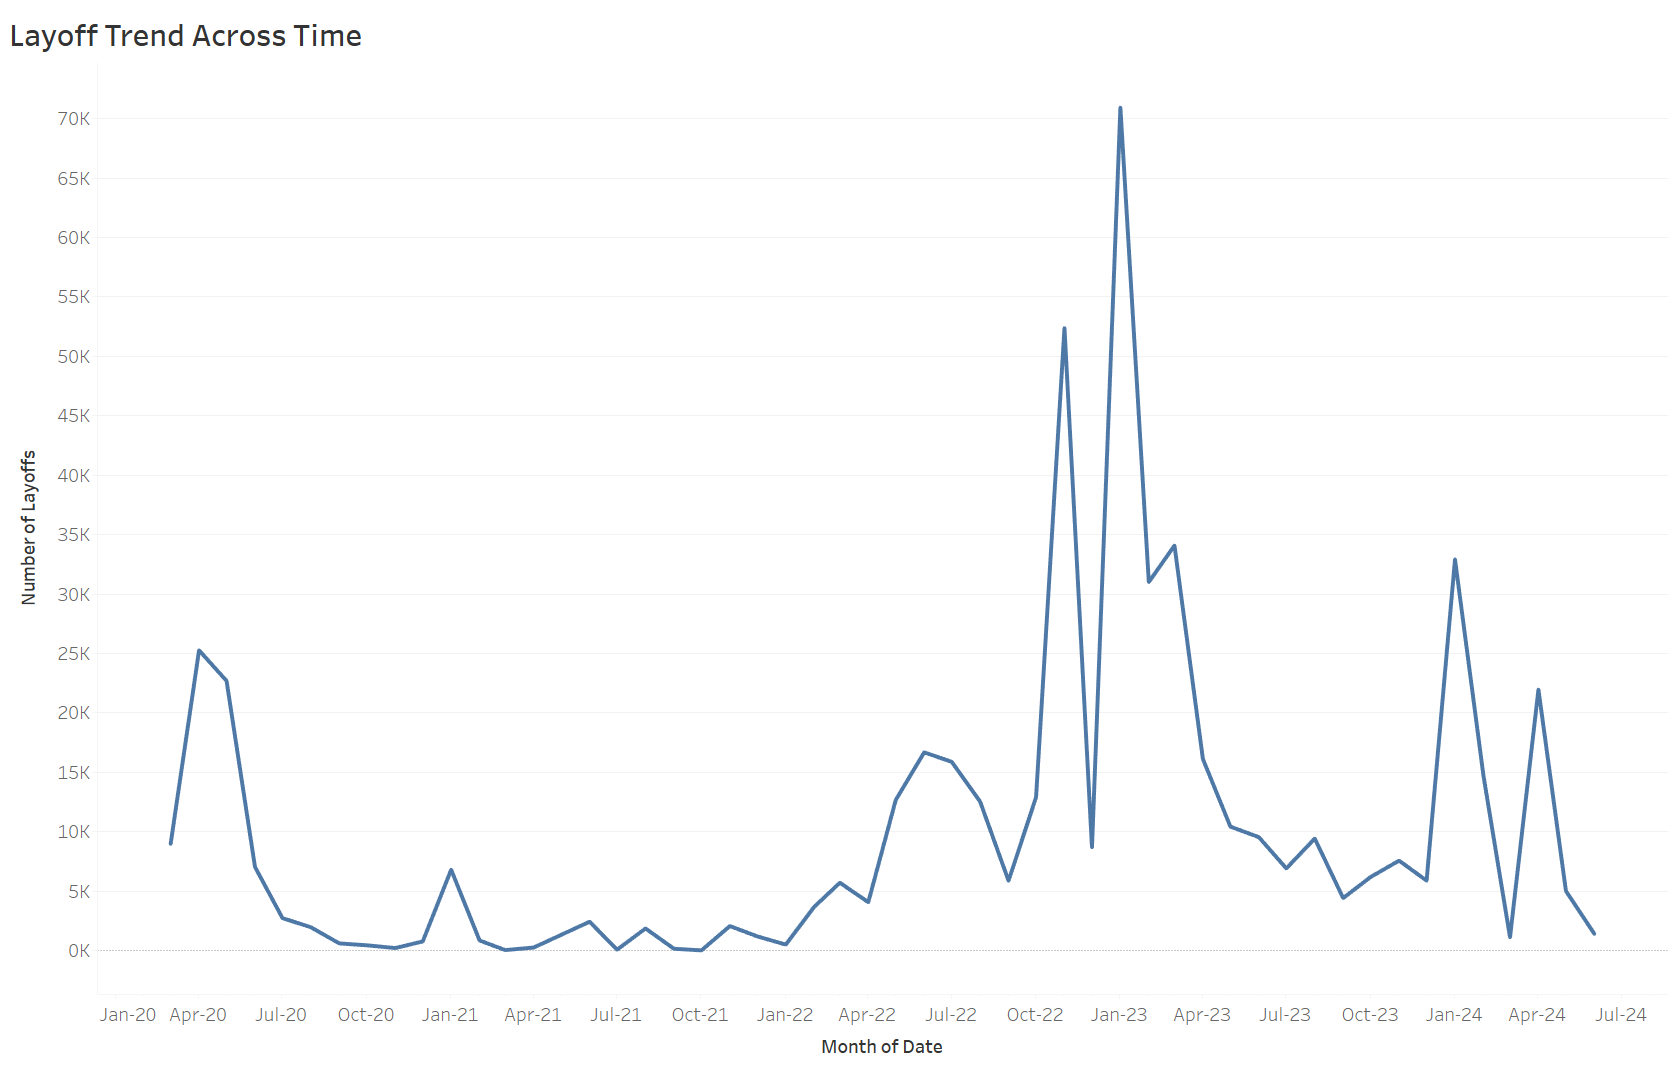 Layoff Trend Across Time
Number of Layoffs
70K
65K
60K
55K
50K
45K
40K
35K
30K
25K
20K
15K
10K
5K
0K
Jan-20 Apr-20 Jul-20 Oct-20 Jan-21 Apr-21 Jul-21 Oct-21 Jan-22 Apr-22 Jul-22 Oct-22 Jan-23 Apr-23 Jul-23 Oct-23 Jan-24 Apr-24 Jul-24
Month of Date